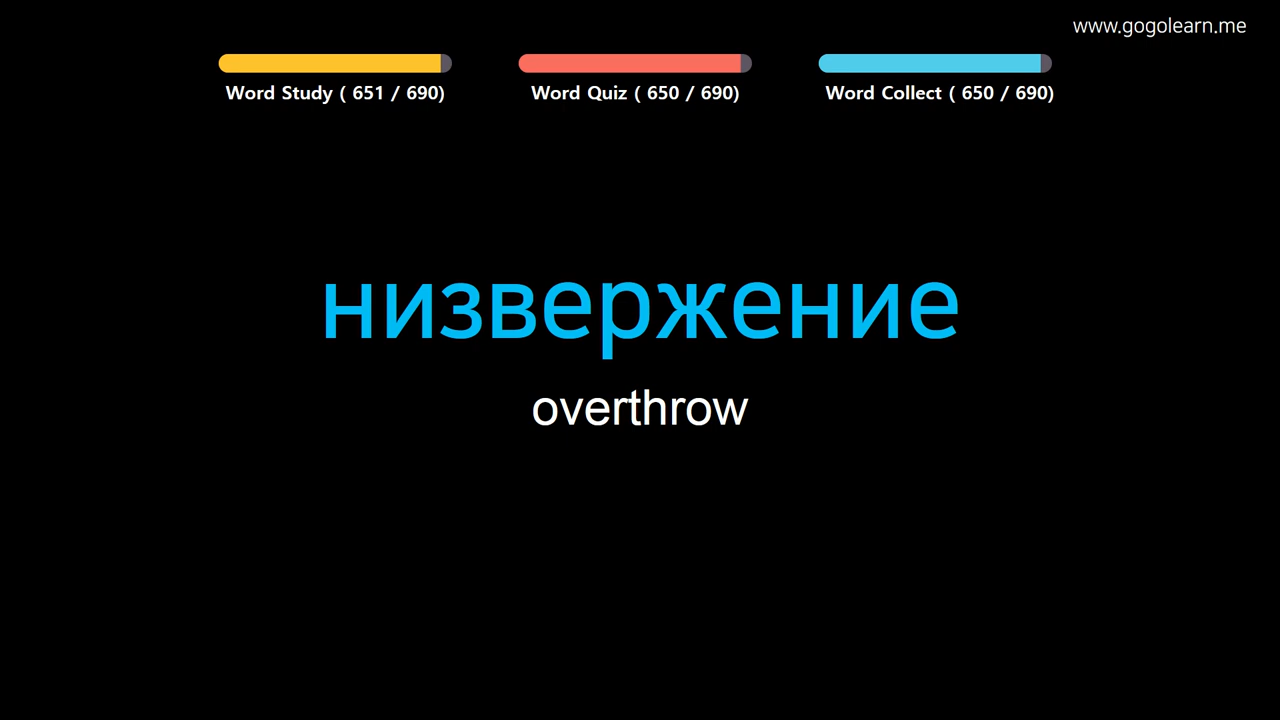 www.gogolearn.me
Word Study ( 651 / 690)
Word Quiz ( 650 / 690)
Word Collect ( 650 / 690)
низвержение
overthrow